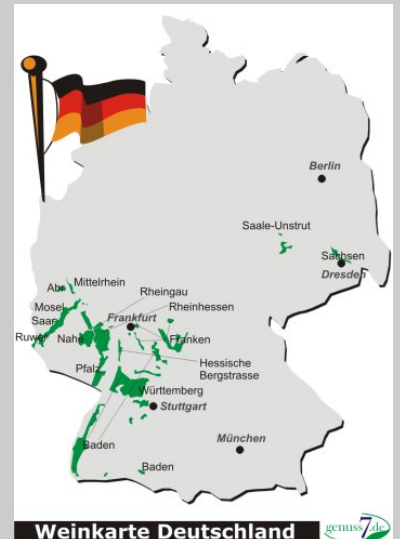 Berlin
Saale-Unstrut
Sachsen
Dresden
Ahr
Mittelrhein
Rheingau
Mosel
Saar
Ruwer
Rheinhessen
Frankfurt
Nahe
Franken
Pfalz
Hessische
Bergstrasse
Württemberg
Stuttgart
Baden
München
Baden
Weinkarte Deutschland
genuss7.de